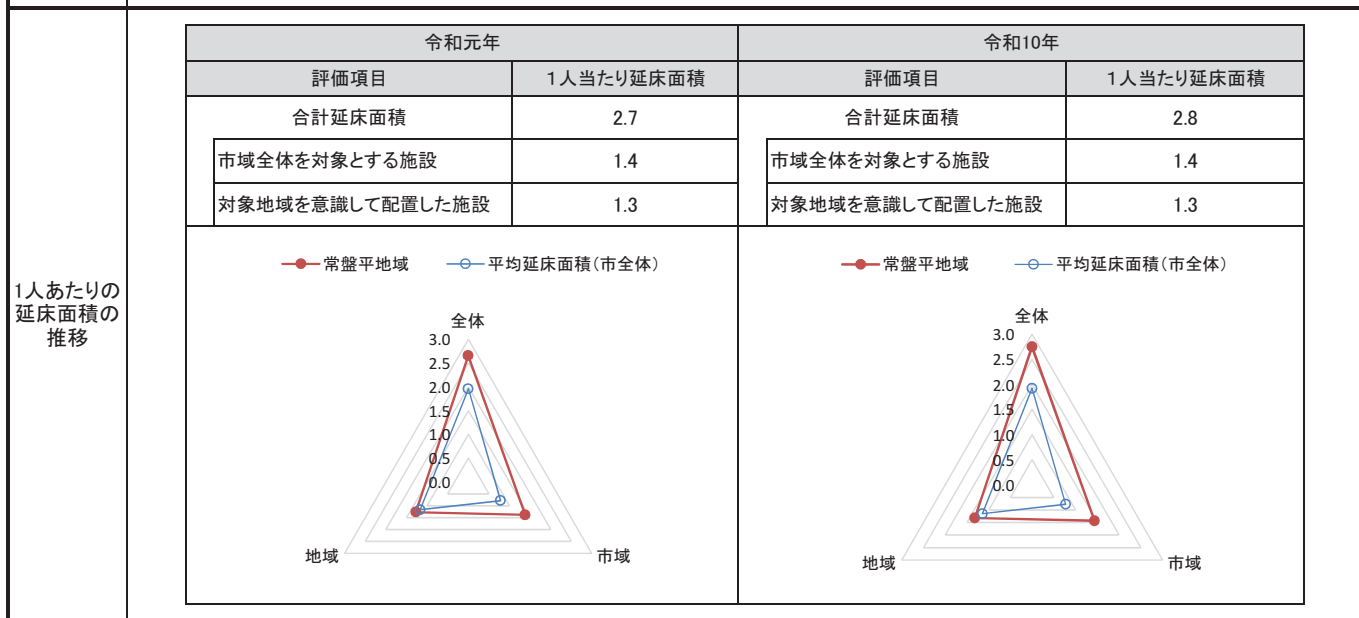 1人あたりの
延床面積の
推移
令和元年
令和10年
評価項目
1人当たり延床面積
評価項目
1人当たり延床面積
合計延床面積
2.7
合計延床面積
2.8
市域全体を対象とする施設
1.4
市域全体を対象とする施設
1.4
対象地域を意識して配置した施設
1.3
対象地域を意識して配置した施設
1.3
常盤平地域
平均延床面積(市全体)
全体
3.0
2.5
2.0
1.5
1.0
0.5
0.0
地域
市域
常盤平地域
平均延床面積(市全体)
全体
3.0
2.5
2.0
1.5
1.0
0.5
0.0
地域
市域